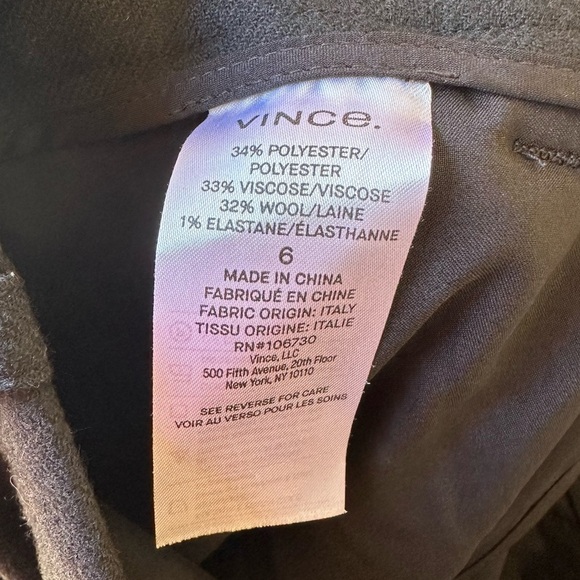 VINCE.
34% POLYESTER/
POLYESTER
33% VISCOSE/VISCOSE
32% WOOL/LAINE
1% ELASTANE/ÉLASTHANNE
6
MADE IN CHINA
FABRIQUÉ EN CHINE
FABRIC ORIGIN: ITALY
TISSU ORIGINE: ITALIE
RN#106730
Vince, LLC
500 Fifth Avenue, 20th Floor
New York, NY 10110
SEE REVERSE FOR CARE
VOIR AU VERSO POUR LES SOINS